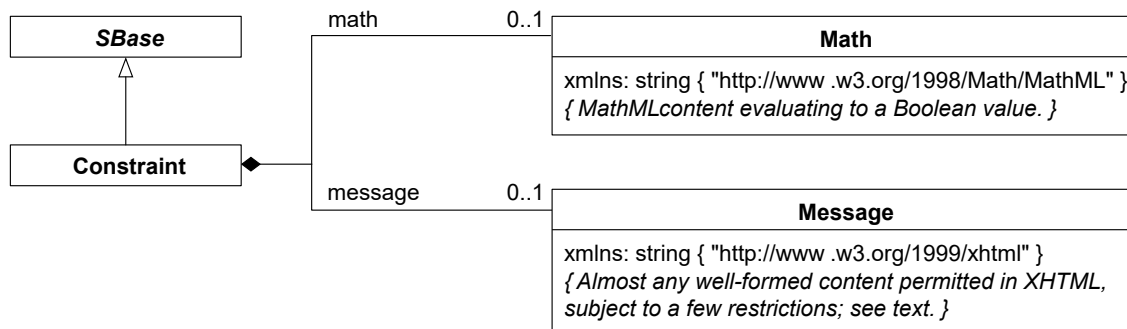 SBase
Constraint
math 0..1
Math
xmlns: string { "http://www .w3.org/1998/Math/MathML" }
{ MathMLcontent evaluating to a Boolean value. }
message 0..1
Message
xmlns: string { "http://www .w3.org/1999/xhtml" }
{ Almost any well-formed content permitted in XHTML,
subject to a few restrictions; see text. }